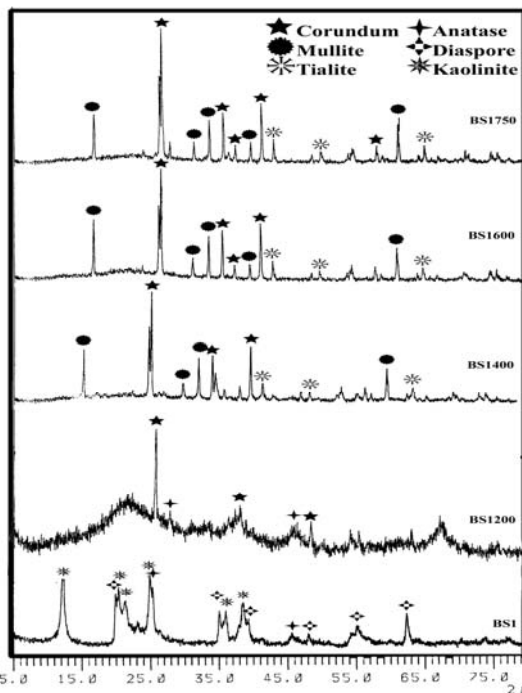 Corundum Anatase
Mullite Diaspore
Tialite Kaolinite
BS1750
BS1600
BS1400
BS1200
BS1
5.0 15.0 25.0 35.0 45.0 55.0 65.0 75.0